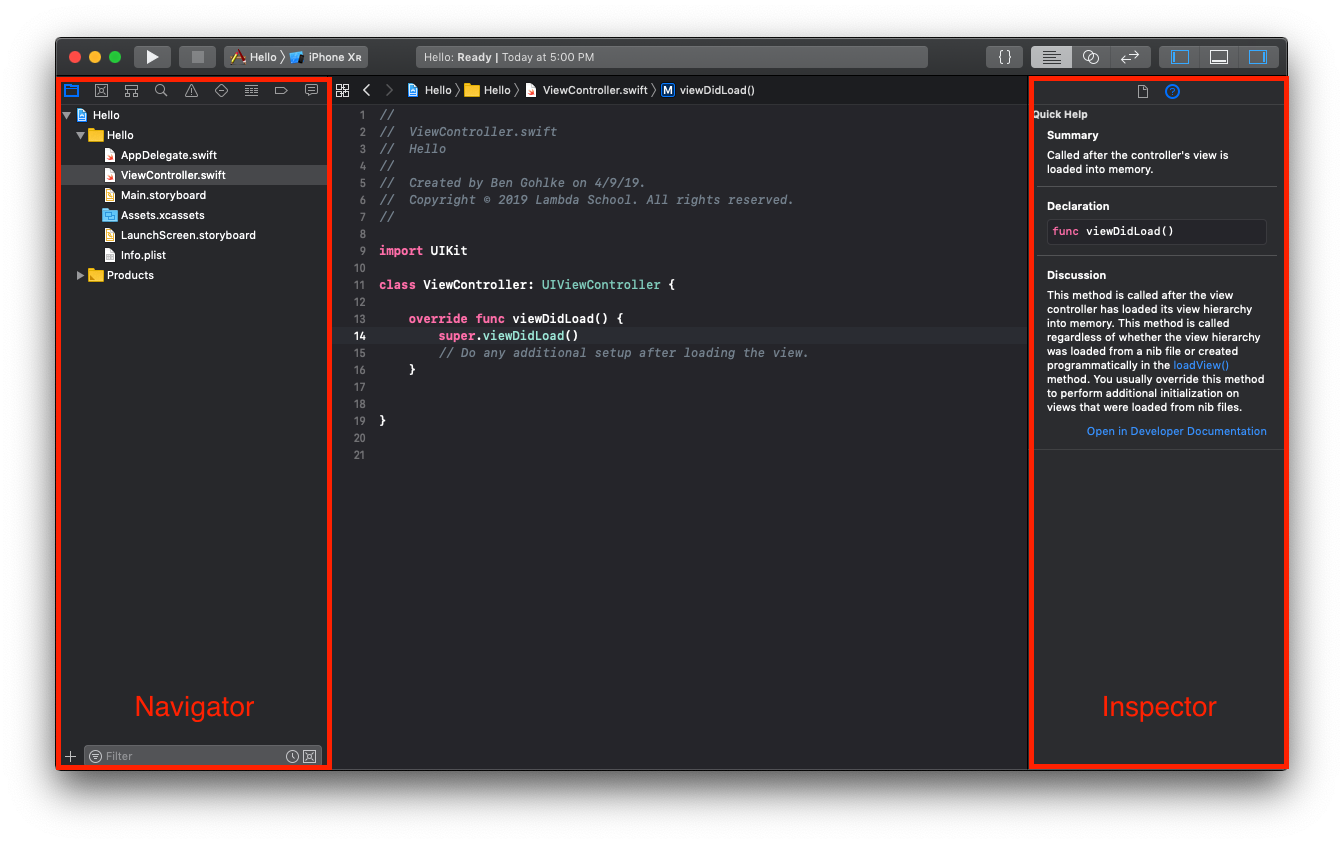 Hello 〉 iPhone XR
Hello: Ready | Today at 5:00 PM
{ }
Hello
Hello
AppDelegate.swift
ViewController.swift
Main.storyboard
Assets.xcassets
LaunchScreen.storyboard
Info.plist
Products
Navigator
Filter
Hello 〉 Hello 〉 ViewController.swift 〉 M viewDidLoad()
1 //
2 //  ViewController.swift
3 //  Hello
4 //
5 //  Created by Ben Gohlke on 4/9/19.
6 //  Copyright © 2019 Lambda School. All rights reserved.
7 //
8
9 import UIKit
10
11 class ViewController: UIViewController {
12
13     override func viewDidLoad() {
14         super.viewDidLoad()
15         // Do any additional setup after loading the view.
16     }
17
18
19 }
20
21
Quick Help
Summary
Called after the controller's view is
loaded into memory.
Declaration
func viewDidLoad()
Discussion
This method is called after the view
controller has loaded its view hierarchy
into memory. This method is called
regardless of whether the view hierarchy
was loaded from a nib file or created
programmatically in the loadView()
method. You usually override this method
to perform additional initialization on
views that were loaded from nib files.
Open in Developer Documentation
Inspector